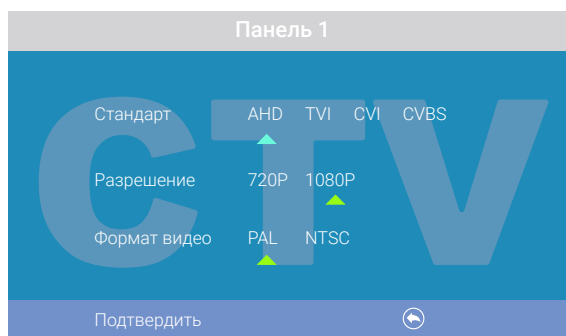 Панель 1
CTV
Стандарт AHD TVI CVI CVBS
Разрешение 720P 1080P
Формат видео PAL NTSC
Подтвердить